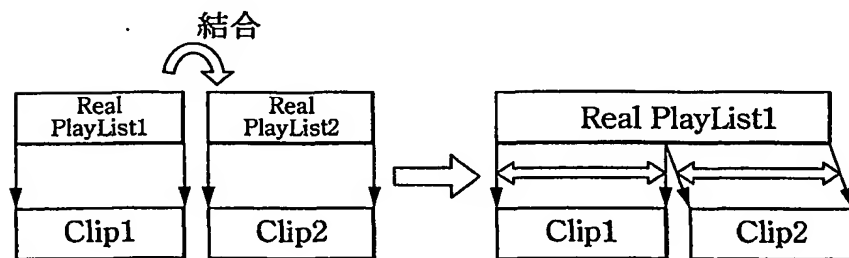 結合
Real
PlayList1
Real
PlayList2
Real PlayList1
Clip1
Clip2
Clip1
Clip2